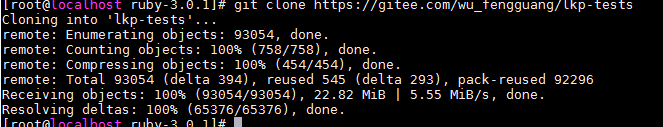 [root@localhost ruby-3.0.1]# git clone https://gitee.com/wu_fengguang/lkp-tests
Cloning into 'lkp-tests'...
remote: Enumerating objects: 93054, done.
remote: Counting objects: 100% (758/758), done.
remote: Compressing objects: 100% (454/454), done.
remote: Total 93054 (delta 394), reused 545 (delta 293), pack-reused 92296
Receiving objects: 100% (93054/93054), 22.82 MiB | 5.55 MiB/s, done.
Resolving deltas: 100% (65376/65376), done.
[root@localhost ruby-3.0.1]#